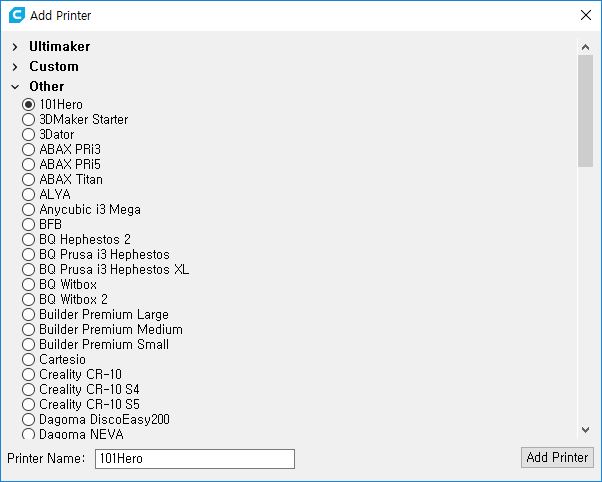 Add Printer
Ultimaker
Custom
Other
101Hero
3DMaker Starter
3Dator
ABAX PRi3
ABAX PRi5
ABAX Titan
ALYA
Anycubic i3 Mega
BFB
BQ Hephestos 2
BQ Prusa i3 Hephestos
BQ Prusa i3 Hephestos XL
BQ Witbox
BQ Witbox 2
Builder Premium Large
Builder Premium Medium
Builder Premium Small
Cartesio
Creality CR-10
Creality CR-10 S4
Creality CR-10 S5
Dagoma DiscoEasy200
Dagoma NEVA
Printer Name: 101Hero Add Printer